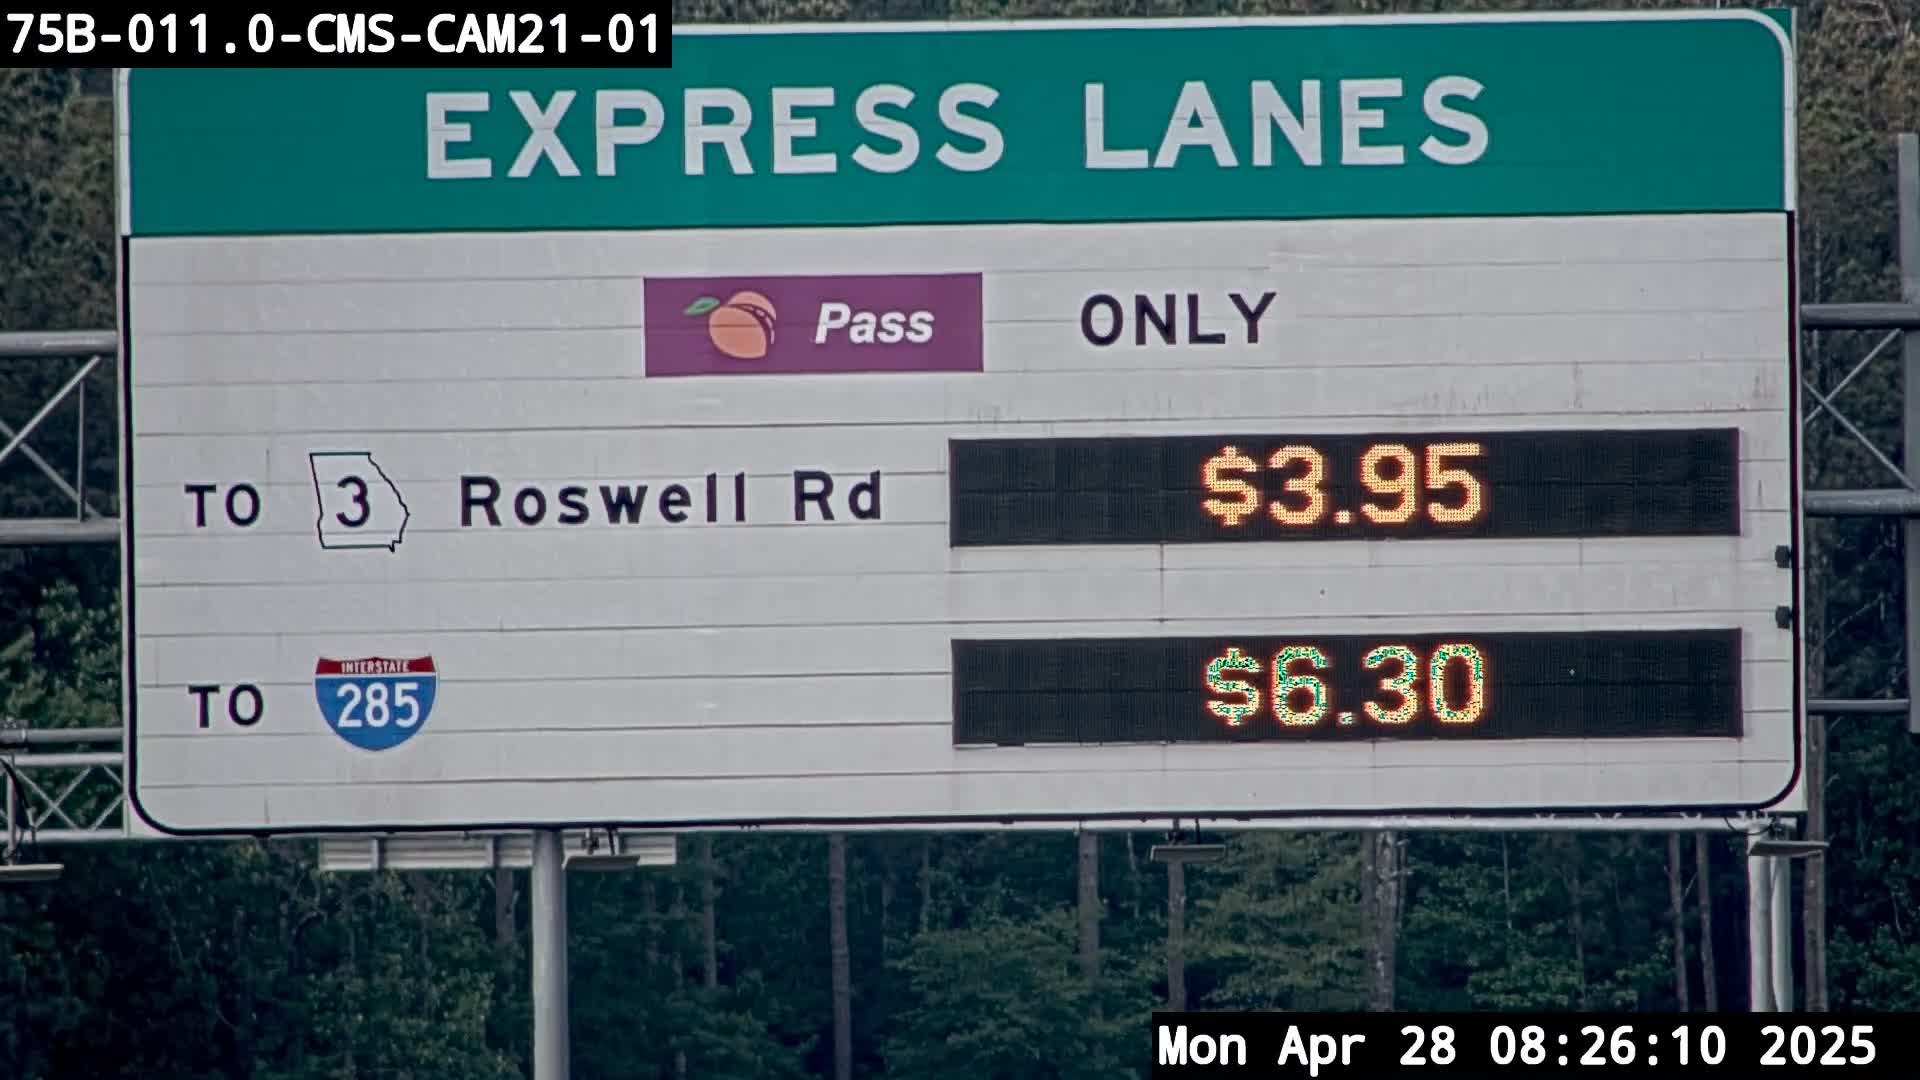 75B-011.0-CMS-CAM21-01
EXPRESS LANES
Pass ONLY
TO 3 Roswell Rd $3.95
TO INTERSTATE 285 $6.30
Mon Apr 28 08:26:10 2025